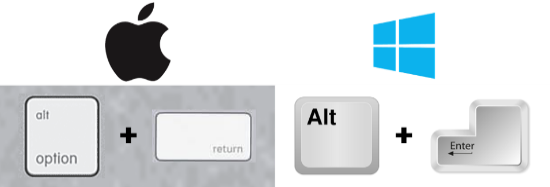 alt
option
+
return
Alt
+
Enter